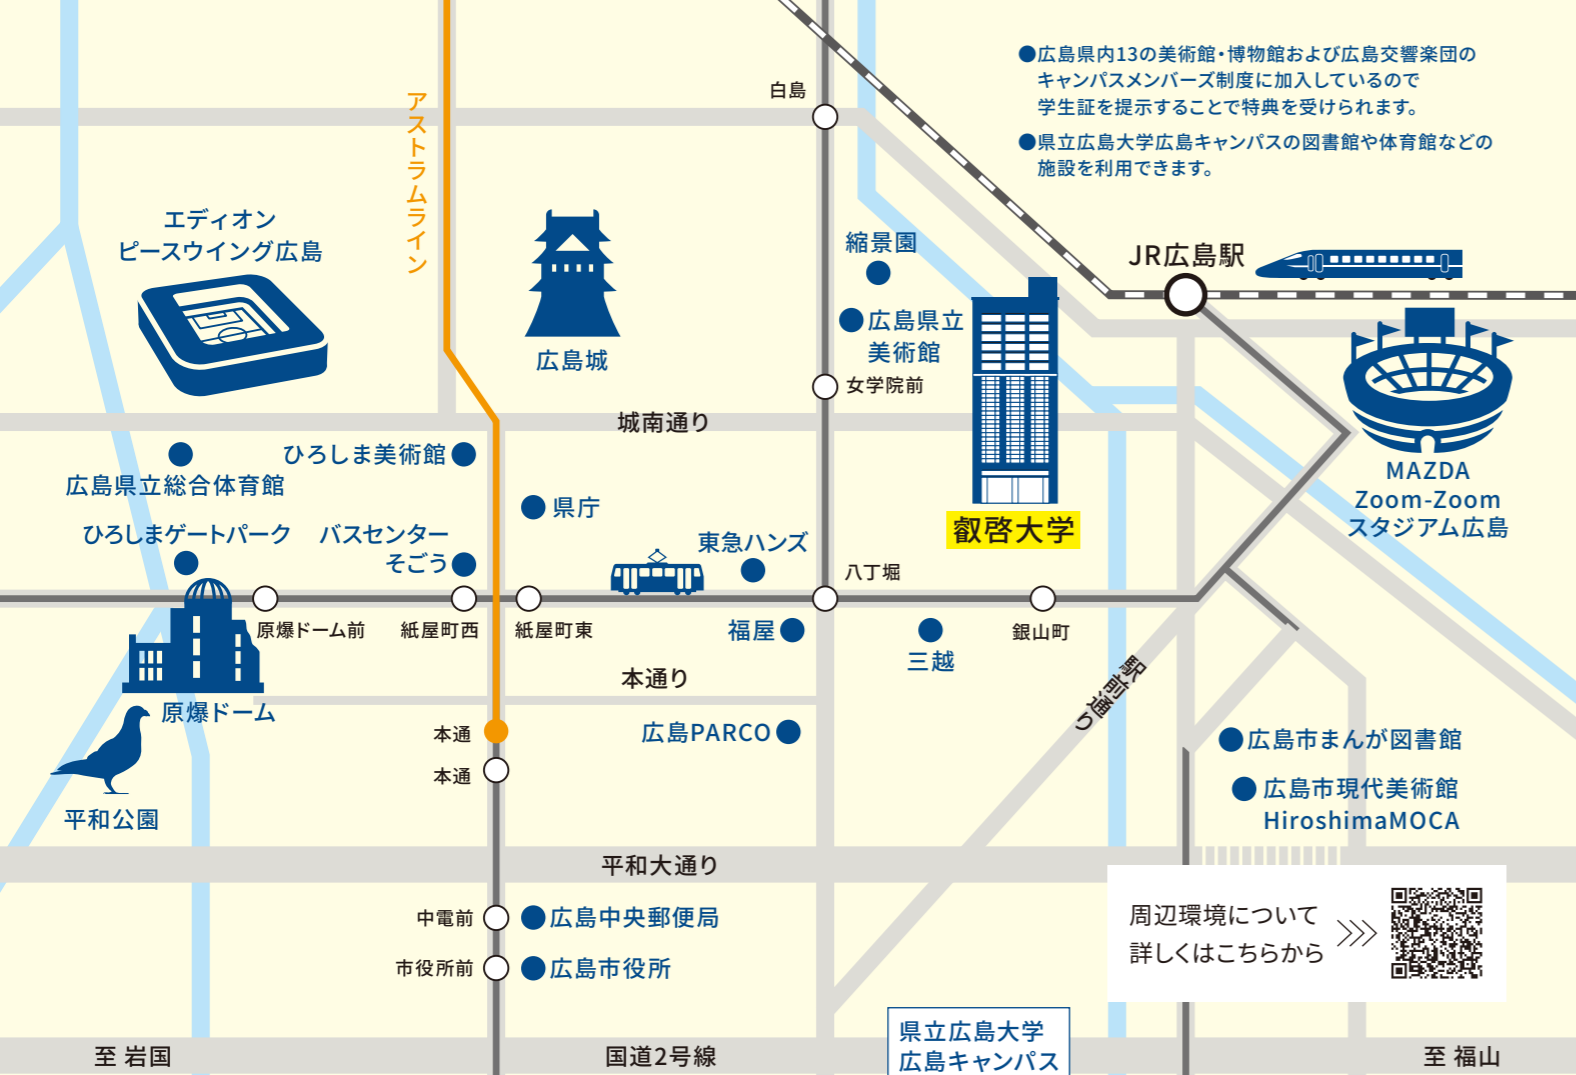 ●広島県内13の美術館・博物館および広島交響楽団の
キャンパスメンバーズ制度に加入しているので
学生証を提示することで特典を受けられます。
●県立広島大学広島キャンパスの図書館や体育館などの
施設を利用できます。
白島
アストラムライン
エディオン
ピースウイング広島
広島城
縮景園
広島県立
美術館
女学院前
JR広島駅
城南通り
ひろしま美術館
広島県立総合体育館
県庁
MAZDA
Zoom-Zoom
スタジアム広島
叡啓大学
ひろしまゲートパーク
バスセンター
そごう
東急ハンズ
八丁堀
原爆ドーム前
紙屋町西
紙屋町東
福屋
三越
銀山町
本通り
駅前通り
原爆ドーム
本通
広島PARCO
本通
広島市まんが図書館
広島市現代美術館
HiroshimaMOCA
平和公園
平和大通り
中電前
広島中央郵便局
市役所前
広島市役所
周辺環境について
詳しくはこちらから
県立広島大学
広島キャンパス
至 岩国
国道2号線
至 福山